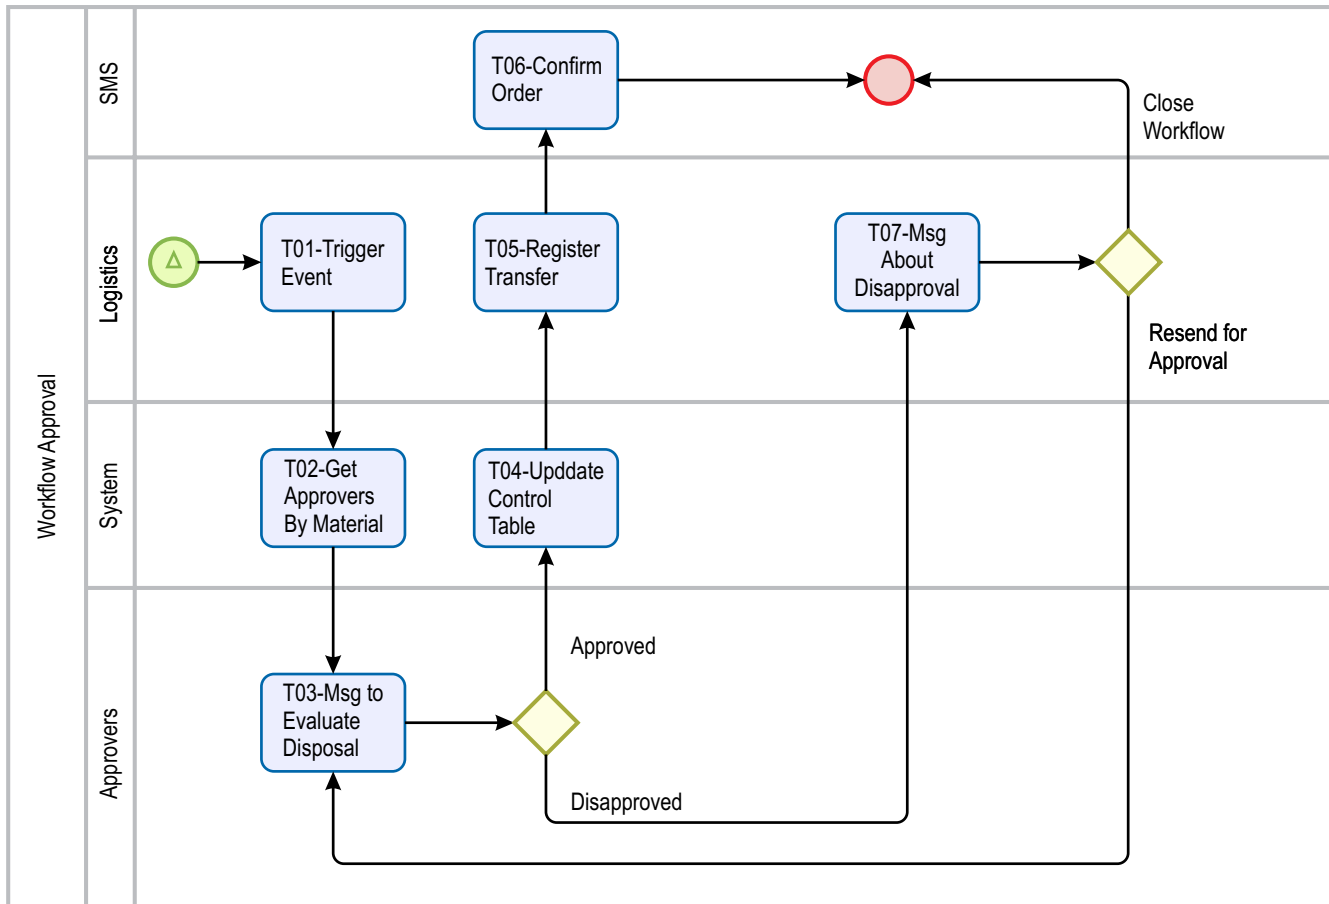 Workflow Approval
SMS
T06-Confirm
Order
Close
Workflow
Logistics
T01-Trigger
Event
T05-Register
Transfer
T07-Msg
About
Disapproval
Resend for
Approval
System
T02-Get
Approvers
By Material
T04-Upddate
Control
Table
Approvers
T03-Msg to
Evaluate
Disposal
Approved
Disapproved